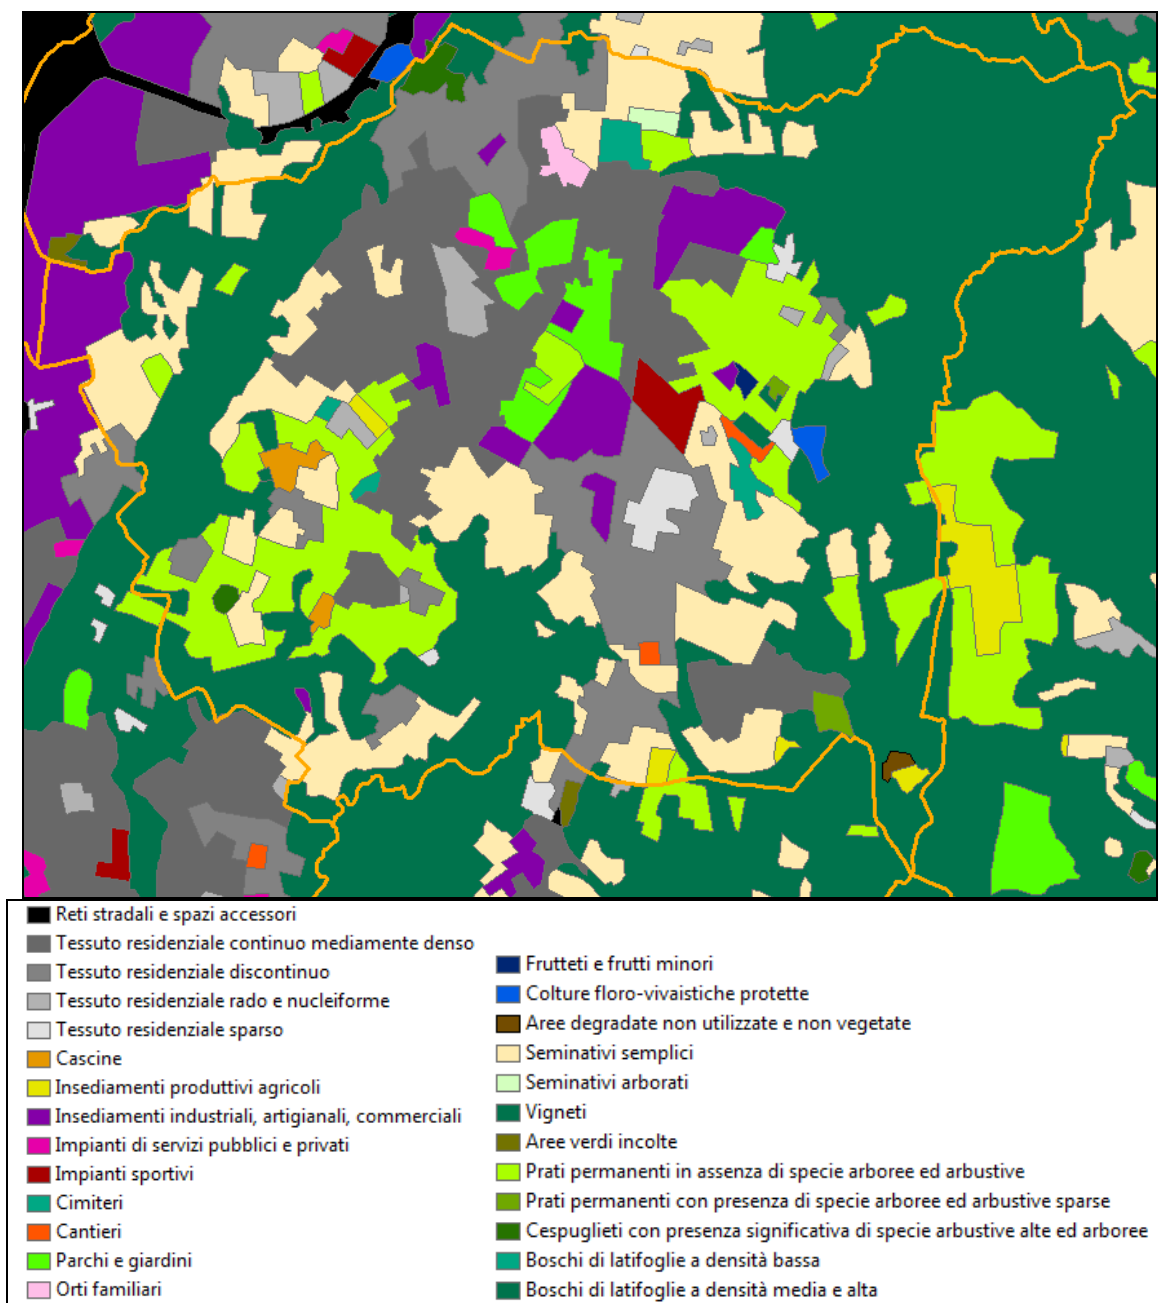 Reti stradali e spazi accessori
Tessuto residenziale continuo mediamente denso
Tessuto residenziale discontinuo
Tessuto residenziale rado e nucleiforme
Tessuto residenziale sparso
Cascine
Insediamenti produttivi agricoli
Insediamenti industriali, artigianali, commerciali
Impianti di servizi pubblici e privati
Impianti sportivi
Cimiteri
Cantieri
Parchi e giardini
Orti familiari
Frutteti e frutti minori
Colture floro-vivaistiche protette
Aree degradate non utilizzate e non vegetate
Seminativi semplici
Seminativi arborati
Vigneti
Aree verdi incolte
Prati permanenti in assenza di specie arboree ed arbustive
Prati permanenti con presenza di specie arboree ed arbustive sparse
Cespuglieti con presenza significativa di specie arbustive alte ed arboree
Boschi di latifoglie a densità bassa
Boschi di latifoglie a densità media e alta